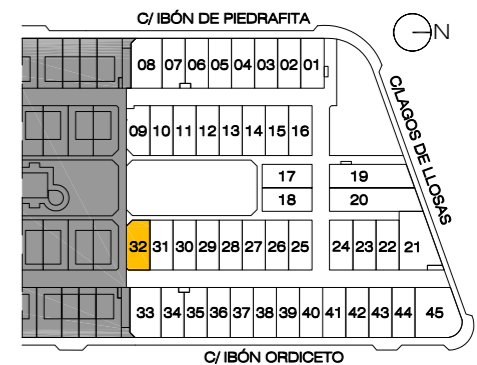 C/ IBÓN DE PIEDRAFITA
N
08 07 06 05 04 03 02 01
C/LAGOS DE LLOSAS
09 10 11 12 13 14 15 16
17 19
18 20
32 31 30 29 28 27 26 25 24 23 22 21
33 34 35 36 37 38 39 40 41 42 43 44 45
C/ IBÓN ORDICETO